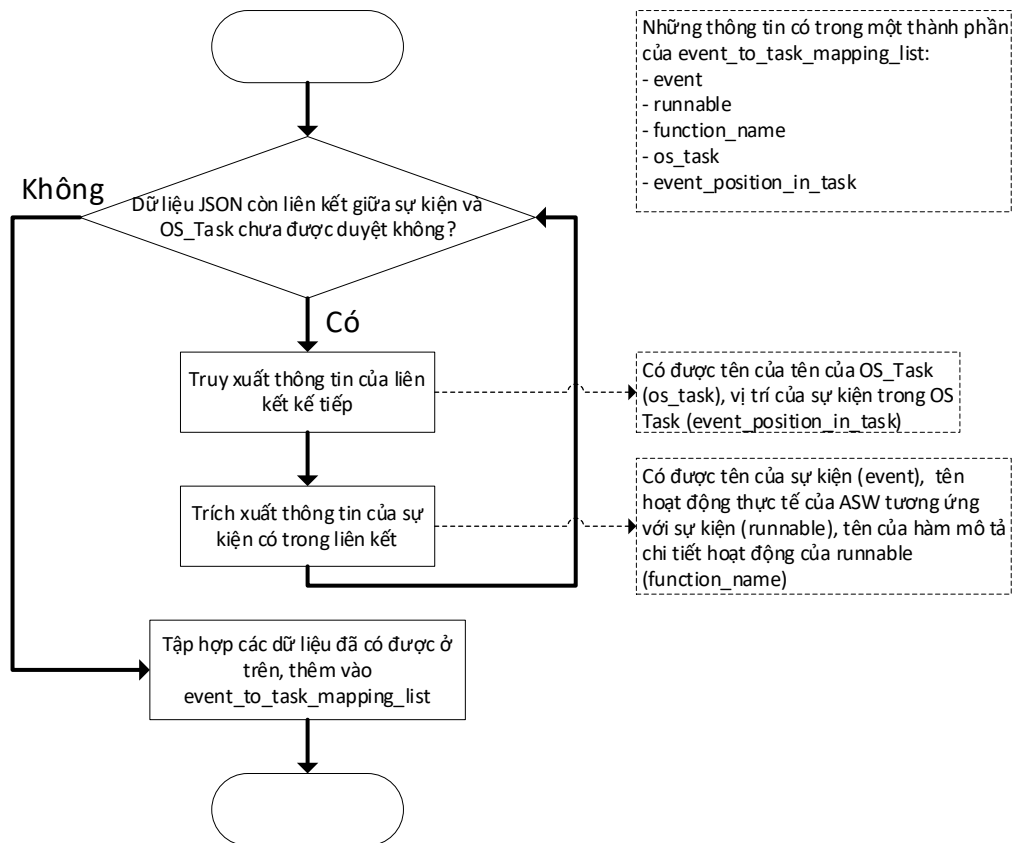 Những thông tin có trong một thành phần
của event_to_task_mapping_list:
- event
- runnable
- function_name
- os_task
- event_position_in_task
Không
Dữ liệu JSON còn liên kết giữa sự kiện và
OS_Task chưa được duyệt không?
Có
Truy xuất thông tin của liên
kết kế tiếp
Có được tên của tên của OS_Task
(os_task), vị trí của sự kiện trong OS
Task (event_position_in_task)
Trích xuất thông tin của sự
kiện có trong liên kết
Có được tên của sự kiện (event), tên
hoạt động thực tế của ASW tương ứng
với sự kiện (runnable), tên của hàm mô tả
chi tiết hoạt động của runnable
(function_name)
Tập hợp các dữ liệu đã có được ở
trên, thêm vào
event_to_task_mapping_list